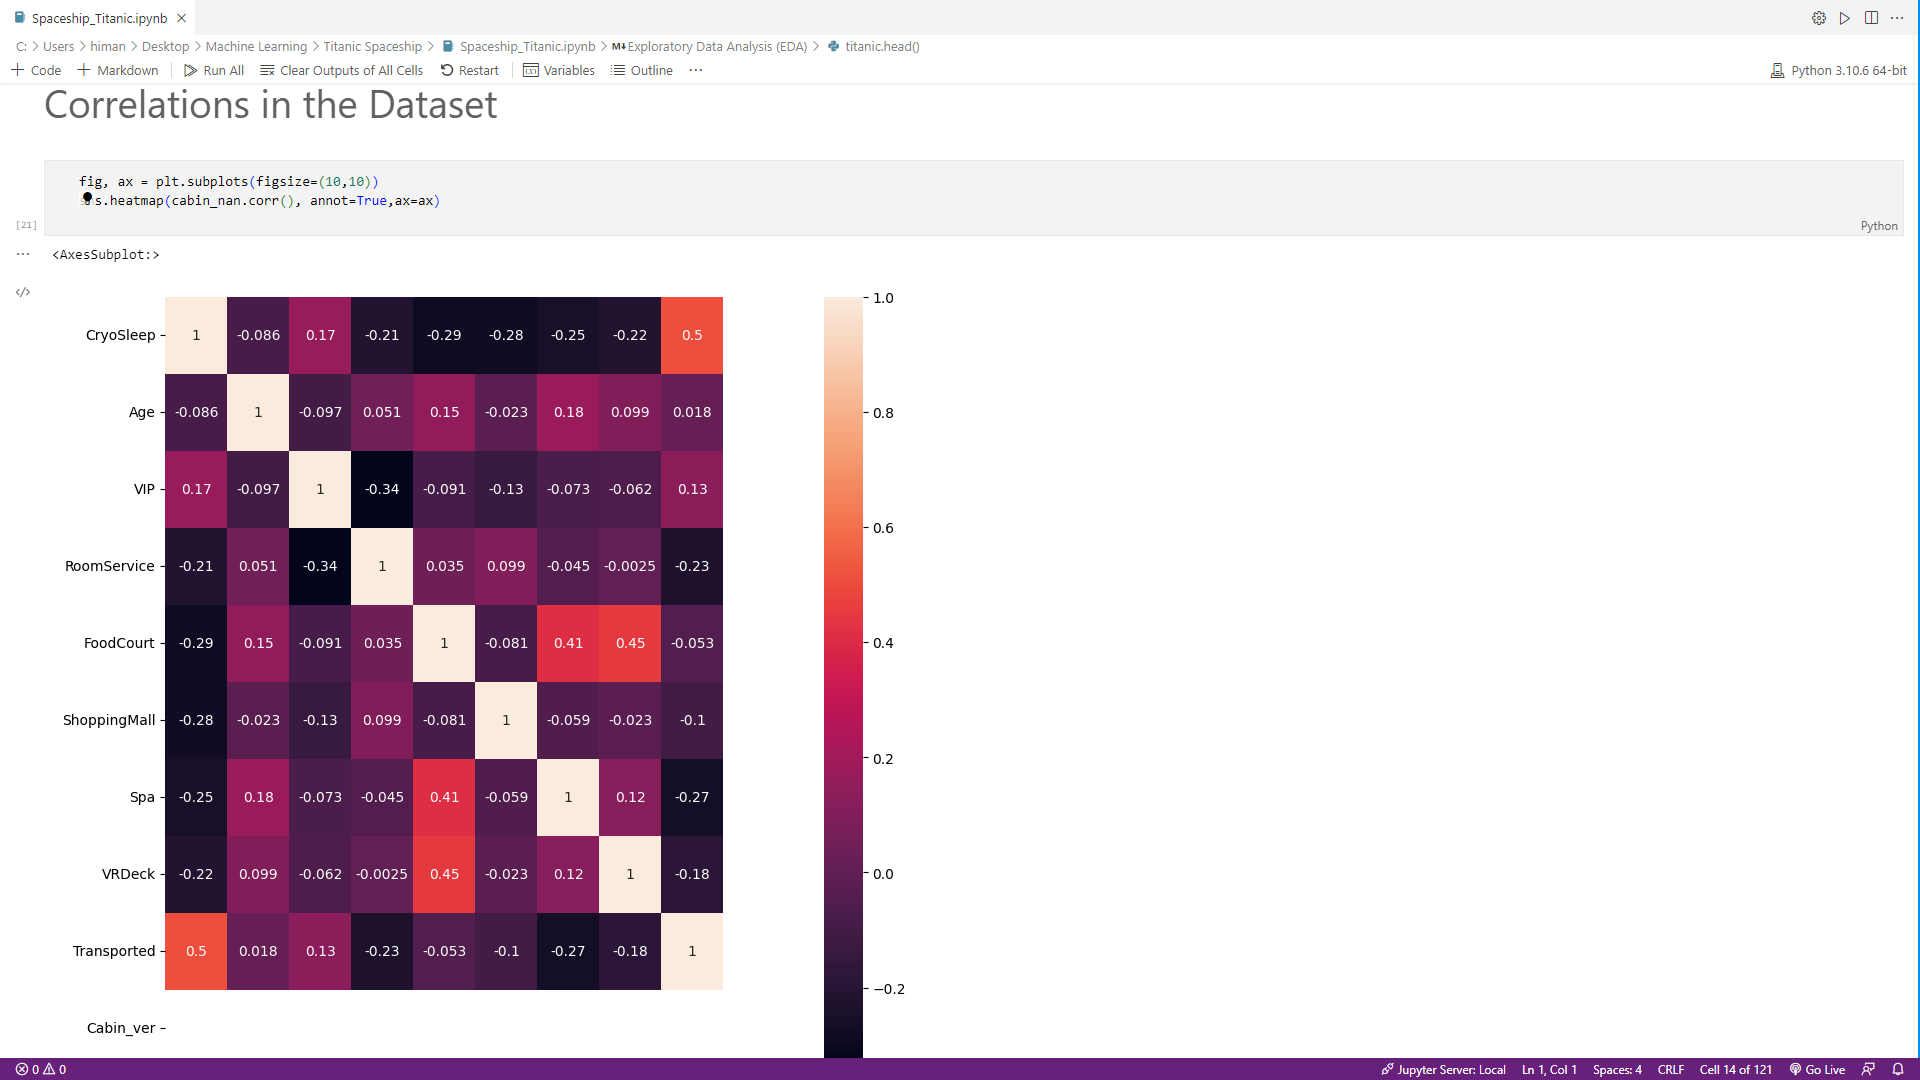 Spaceship_Titanic.ipynb
C: > Users > himan > Desktop > Machine Learning > Titanic Spaceship > Spaceship_Titanic.ipynb > M↓Exploratory Data Analysis (EDA) > titanic.head()
+ Code + Markdown Run All Clear Outputs of All Cells Restart Variables Outline ... Python 3.10.6 64-bit
Correlations in the Dataset
fig, ax = plt.subplots(figsize=(10,10))
s.heatmap(cabin_nan.corr(), annot=True,ax=ax)
[21] Python
<AxesSubplot:>
1.0
CryoSleep 1 -0.086 0.17 -0.21 -0.29 -0.28 -0.25 -0.22 0.5
Age -0.086 1 -0.097 0.051 0.15 -0.023 0.18 0.099 0.018
0.8
VIP 0.17 -0.097 1 -0.34 -0.091 -0.13 -0.073 -0.062 0.13
0.6
RoomService -0.21 0.051 -0.34 1 0.035 0.099 -0.045 -0.0025 -0.23
FoodCourt -0.29 0.15 -0.091 0.035 1 -0.081 0.41 0.45 -0.053
0.4
ShoppingMall -0.28 -0.023 -0.13 0.099 -0.081 1 -0.059 -0.023 -0.1
0.2
Spa -0.25 0.18 -0.073 -0.045 0.41 -0.059 1 0.12 -0.27
VRDeck -0.22 0.099 -0.062 -0.0025 0.45 -0.023 0.12 1 -0.18
0.0
Transported 0.5 0.018 0.13 -0.23 -0.053 -0.1 -0.27 -0.18 1
−0.2
Cabin_ver
0 0 Jupyter Server: Local Ln 1, Col 1 Spaces: 4 CRLF Cell 14 of 121 Go Live